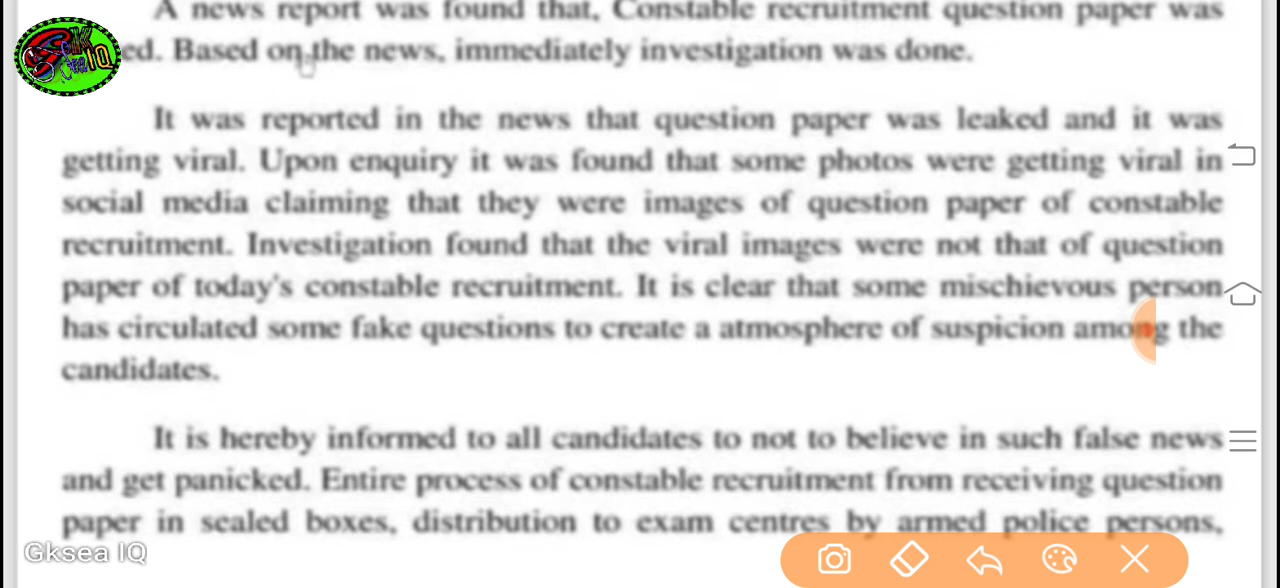 A news report was found that, Constable recruitment question paper was
ed. Based on the news, immediately investigation was done.
It was reported in the news that question paper was leaked and it was
getting viral. Upon enquiry it was found that some photos were getting viral in
social media claiming that they were images of question paper of constable
recruitment. Investigation found that the viral images were not that of question
paper of today's constable recruitment. It is clear that some mischievous person
has circulated some fake questions to create a atmosphere of suspicion among the
candidates.
It is hereby informed to all candidates to not to believe in such false news
and get panicked. Entire process of constable recruitment from receiving question
paper in sealed boxes, distribution to exam centres by armed police persons,
Gksea IQ